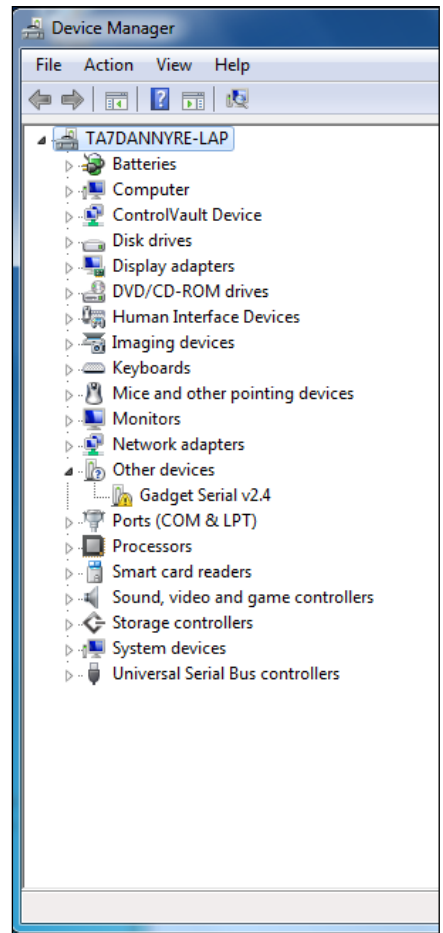 Device Manager
File Action View Help
TA7DANNYRE-LAP
Batteries
Computer
ControlVault Device
Disk drives
Display adapters
DVD/CD-ROM drives
Human Interface Devices
Imaging devices
Keyboards
Mice and other pointing devices
Monitors
Network adapters
Other devices
Gadget Serial v2.4
Ports (COM & LPT)
Processors
Smart card readers
Sound, video and game controllers
Storage controllers
System devices
Universal Serial Bus controllers